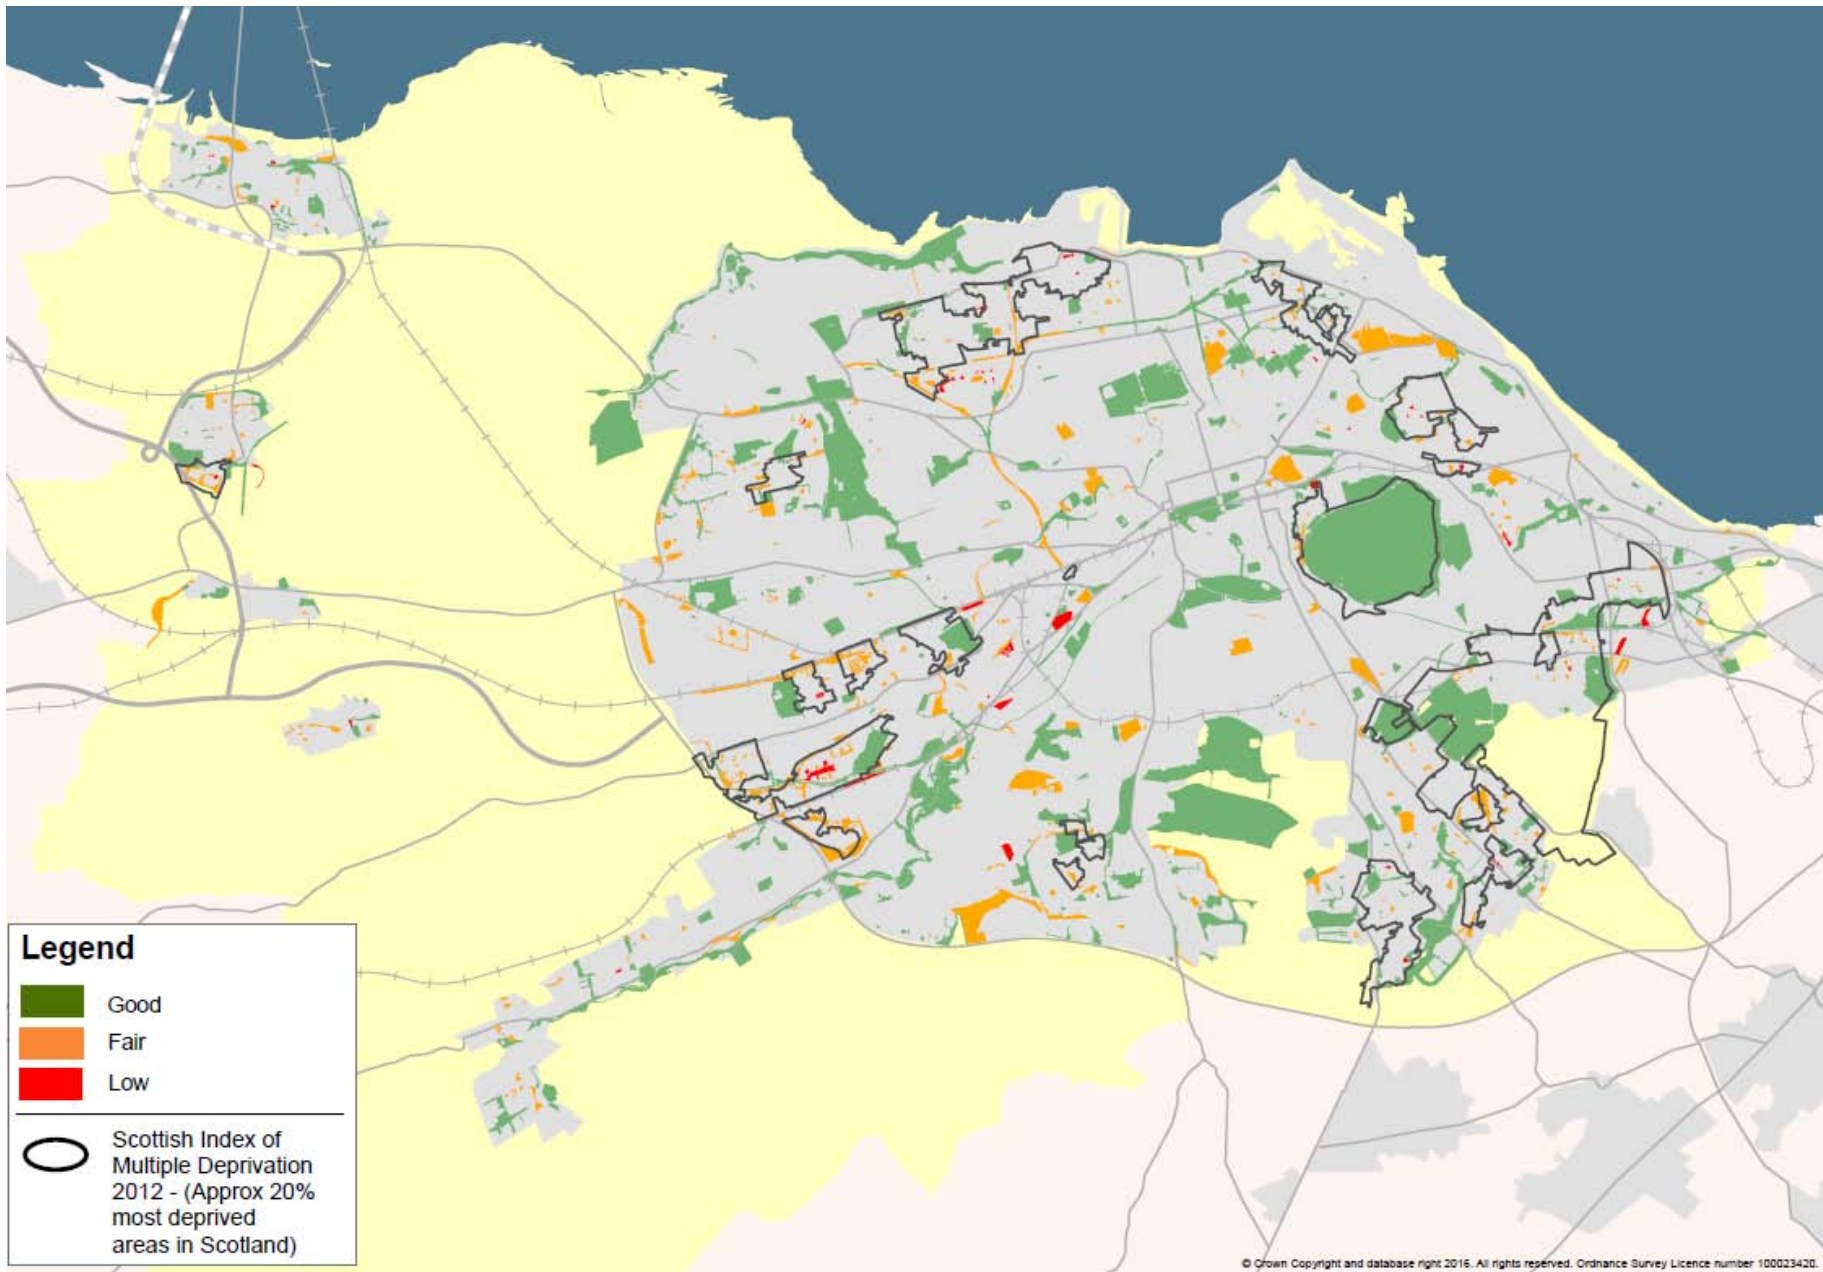 Legend
Good
Fair
Low
Scottish Index of
Multiple Deprivation
2012 - (Approx 20%
most deprived
areas in Scotland)
© Crown Copyright and database right 2016. All rights reserved. Ordnance Survey Licence number 100023420.